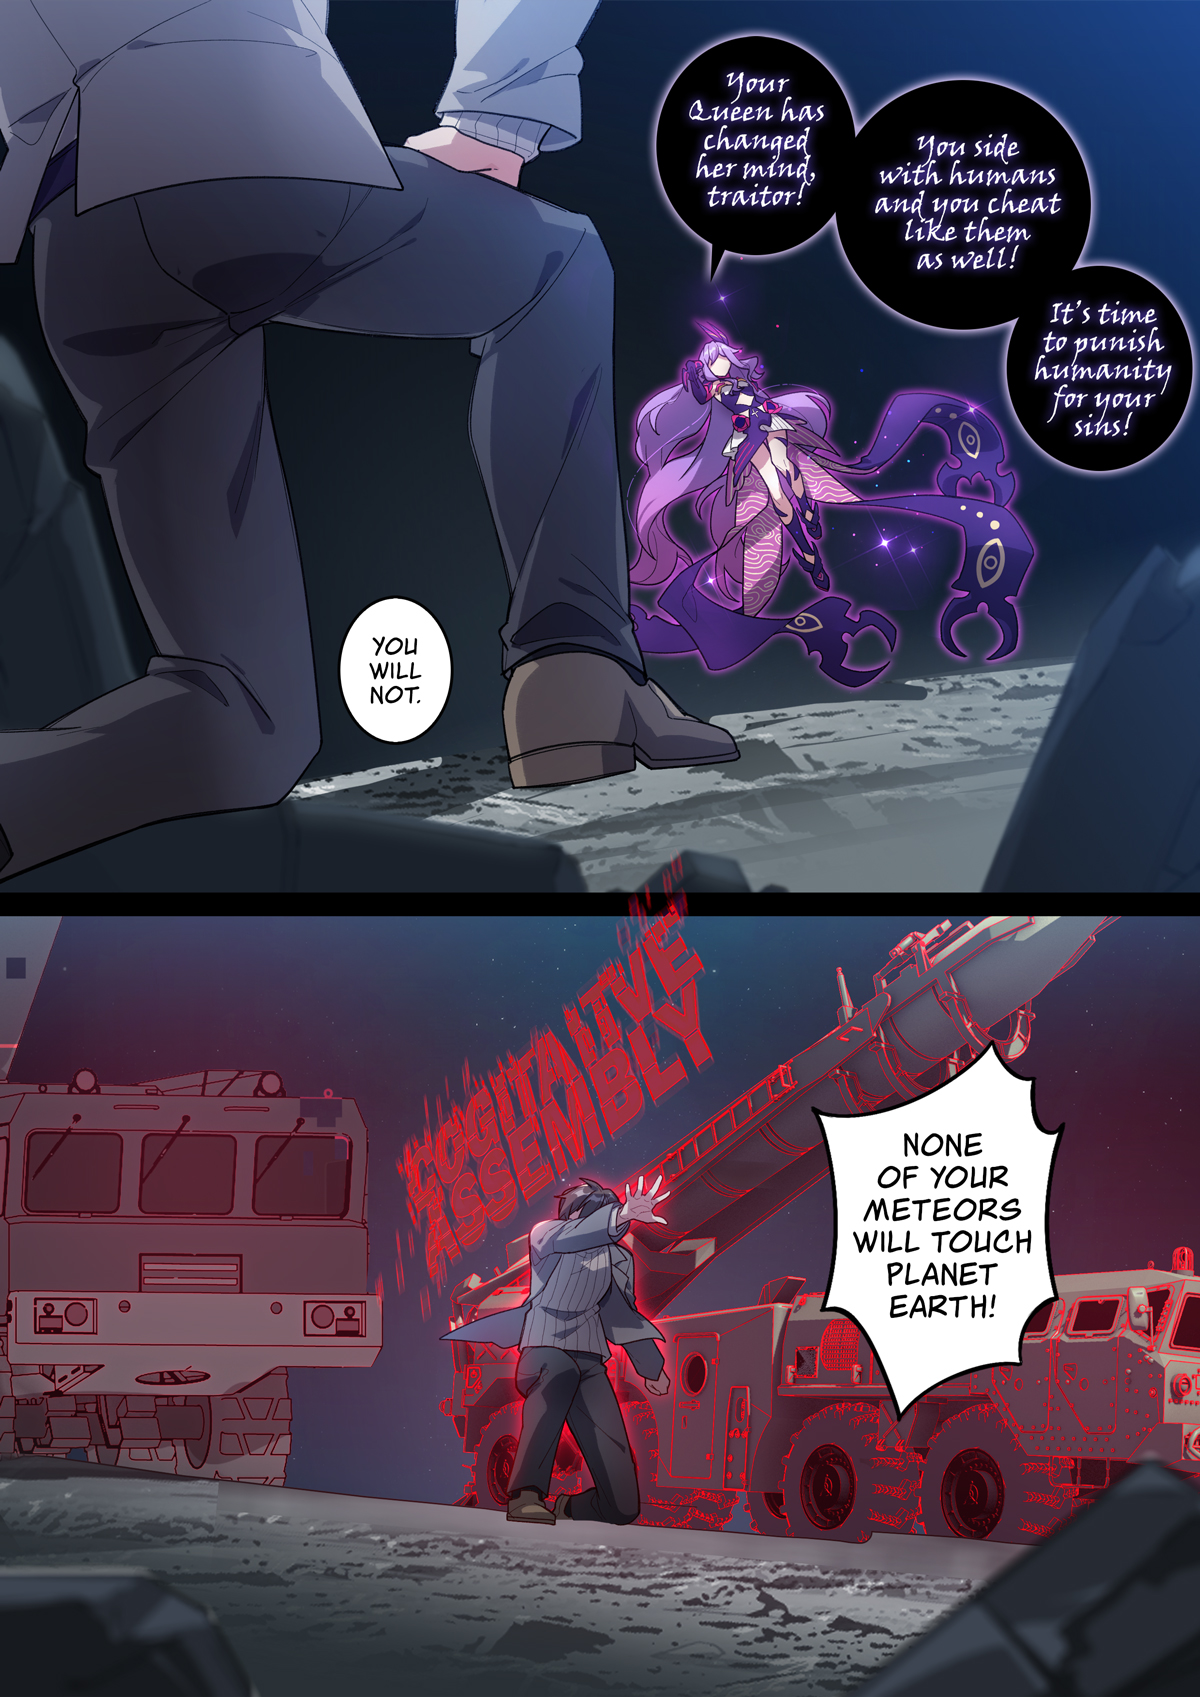 Your
Queen has
changed
her mind,
traitor!
You side
with humans
and you cheat
like them
as well!
It's time
to punish
humanity
for your
sins!
YOU
WILL
NOT.
COGITATIVE
ASSEMBLY
NONE
OF YOUR
METEORS
WILL TOUCH
PLANET
EARTH!